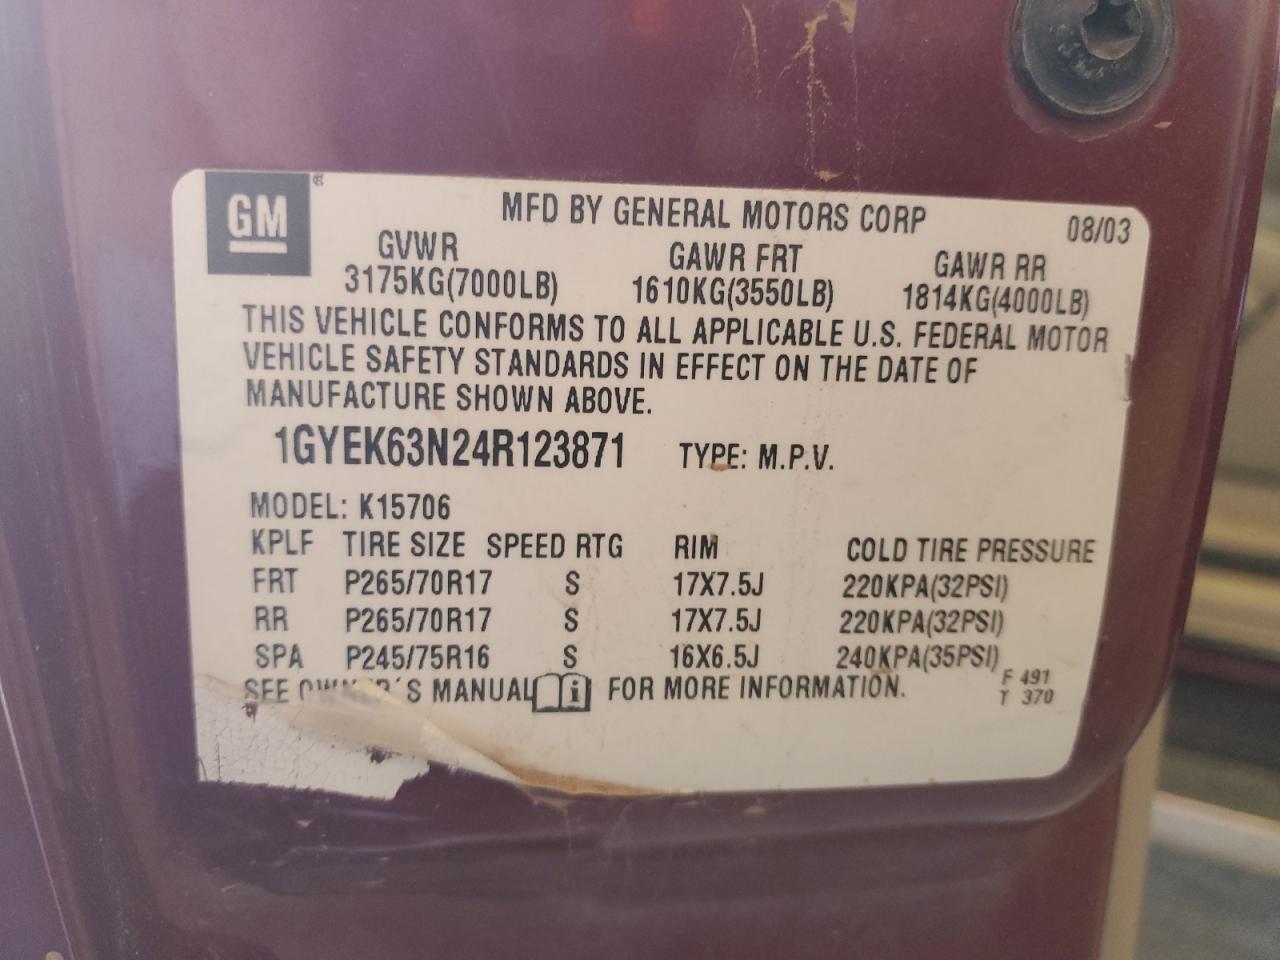 GM ®
MFD BY GENERAL MOTORS CORP 08/03
GVWR GAWR FRT GAWR RR
3175KG(7000LB) 1610KG(3550LB) 1814KG(4000LB)
THIS VEHICLE CONFORMS TO ALL APPLICABLE U.S. FEDERAL MOTOR
VEHICLE SAFETY STANDARDS IN EFFECT ON THE DATE OF
MANUFACTURE SHOWN ABOVE.
1GYEK63N24R123871 TYPE: M.P.V.
MODEL: K15706
KPLF TIRE SIZE SPEED RTG RIM COLD TIRE PRESSURE
FRT P265/70R17 S 17X7.5J 220KPA(32PSI)
RR P265/70R17 S 17X7.5J 220KPA(32PSI)
SPA P245/75R16 S 16X6.5J 240KPA(35PSI)
SEE OWNER'S MANUAL i FOR MORE INFORMATION.
F 491
T 370